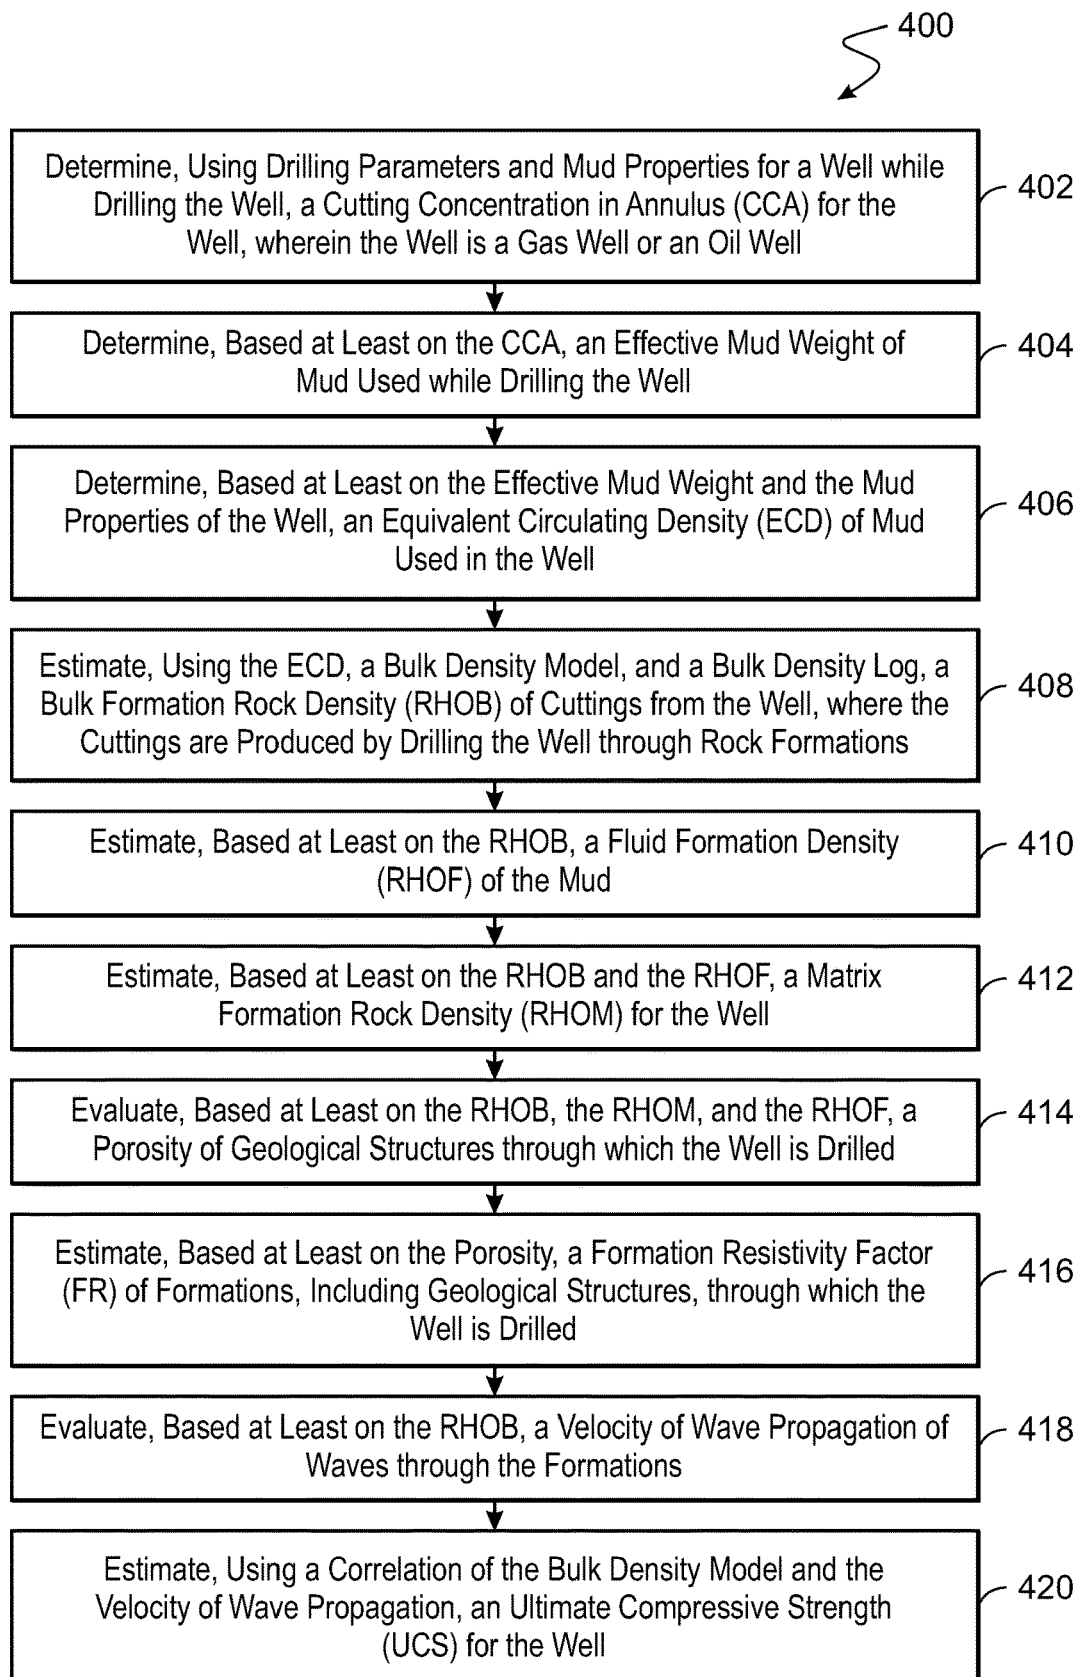 400
Determine, Using Drilling Parameters and Mud Properties for a Well while
Drilling the Well, a Cutting Concentration in Annulus (CCA) for the
Well, wherein the Well is a Gas Well or an Oil Well
402
Determine, Based at Least on the CCA, an Effective Mud Weight of
Mud Used while Drilling the Well
404
Determine, Based at Least on the Effective Mud Weight and the Mud
Properties of the Well, an Equivalent Circulating Density (ECD) of Mud
Used in the Well
406
Estimate, Using the ECD, a Bulk Density Model, and a Bulk Density Log, a
Bulk Formation Rock Density (RHOB) of Cuttings from the Well, where the
Cuttings are Produced by Drilling the Well through Rock Formations
408
Estimate, Based at Least on the RHOB, a Fluid Formation Density
(RHOF) of the Mud
410
Estimate, Based at Least on the RHOB and the RHOF, a Matrix
Formation Rock Density (RHOM) for the Well
412
Evaluate, Based at Least on the RHOB, the RHOM, and the RHOF, a
Porosity of Geological Structures through which the Well is Drilled
414
Estimate, Based at Least on the Porosity, a Formation Resistivity Factor
(FR) of Formations, Including Geological Structures, through which the
Well is Drilled
416
Evaluate, Based at Least on the RHOB, a Velocity of Wave Propagation of
Waves through the Formations
418
Estimate, Using a Correlation of the Bulk Density Model and the
Velocity of Wave Propagation, an Ultimate Compressive Strength
(UCS) for the Well
420